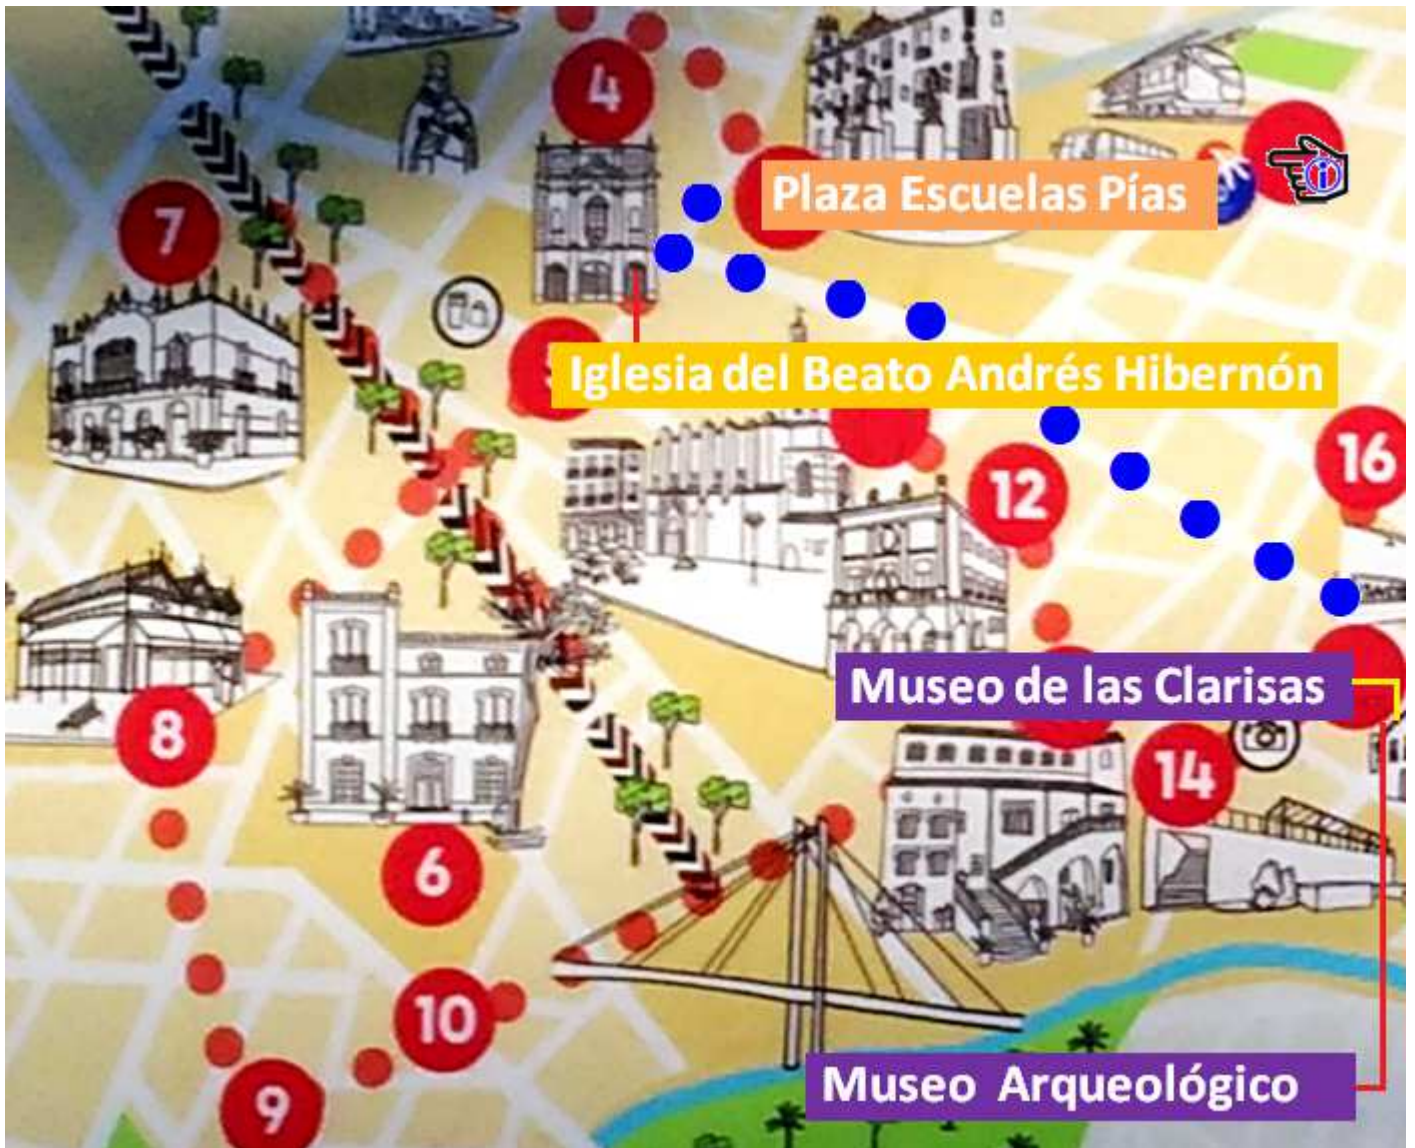 4
Plaza Escuelas Pías
i
7
Iglesia del Beato Andrés Hibernón
16
12
Museo de las Clarisas
8
14
6
10
Museo Arqueológico
9